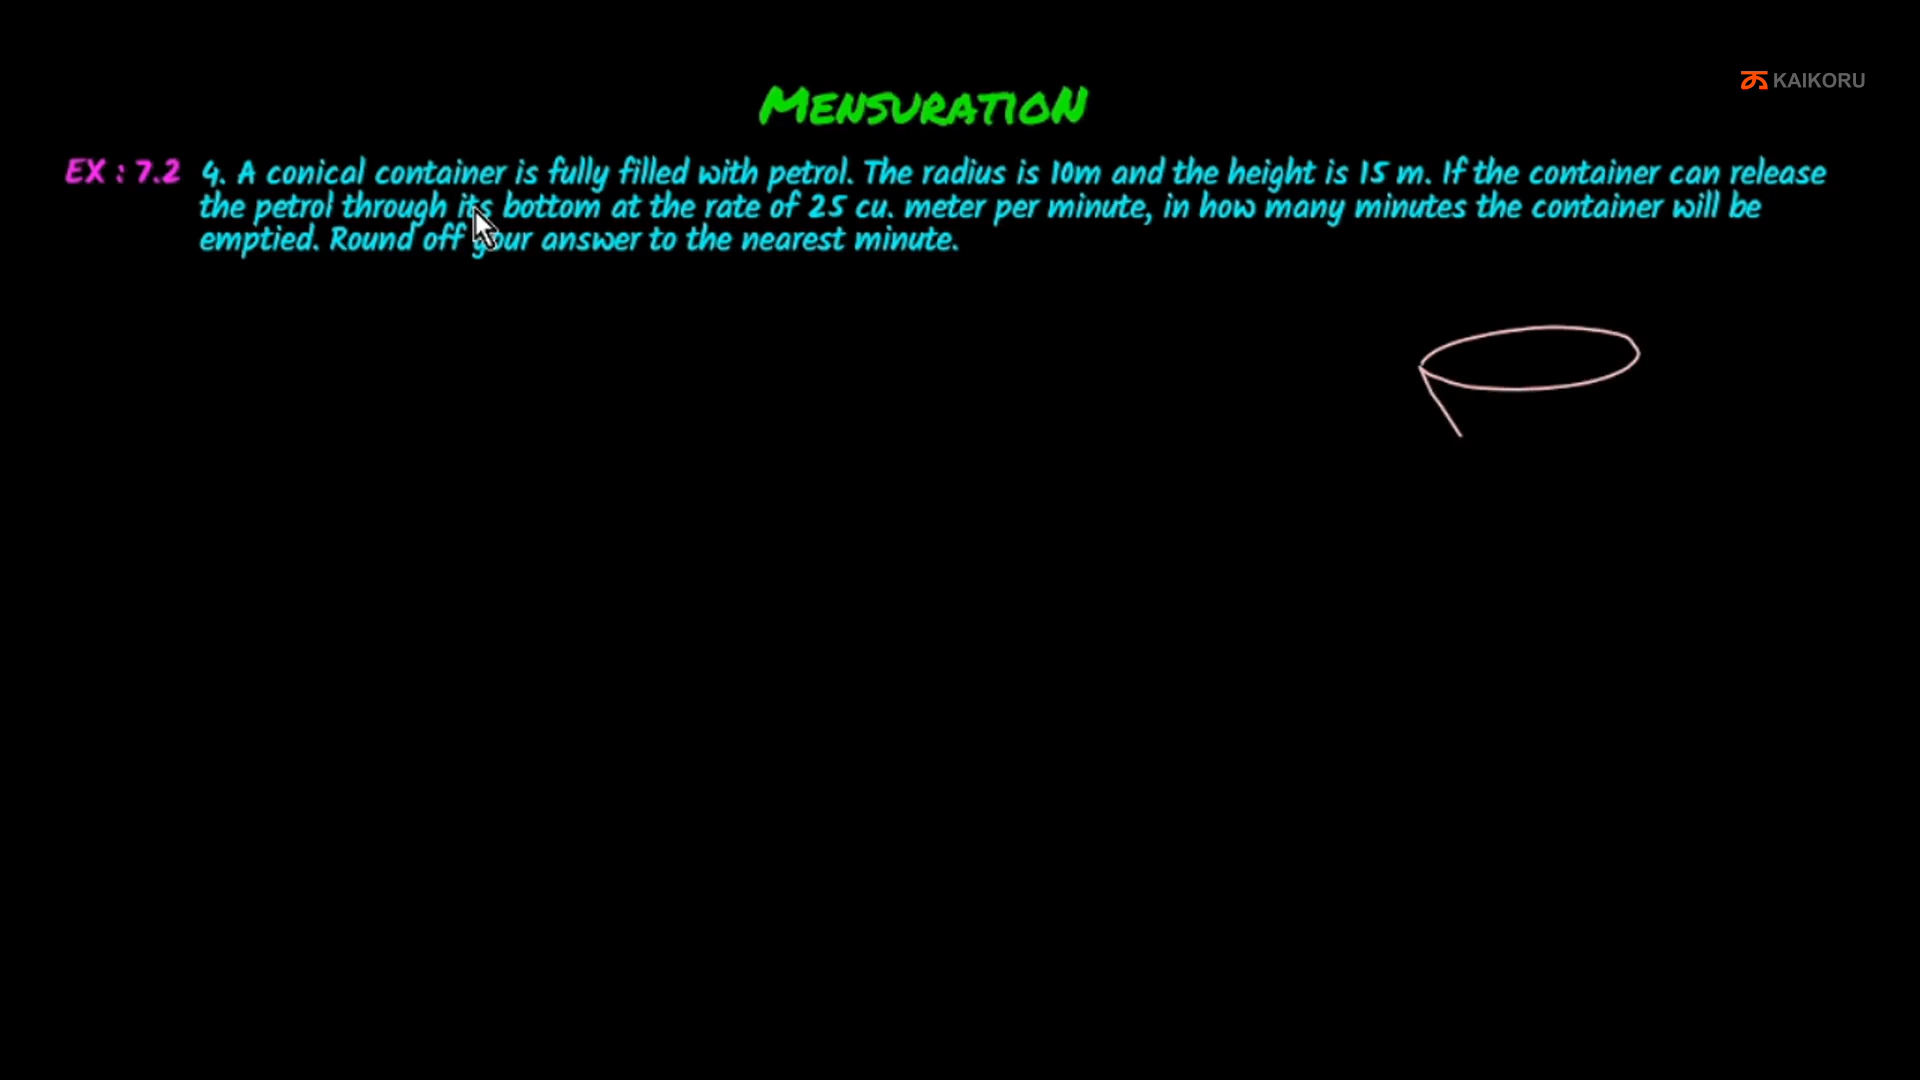 KAIKORU
MENSURATION
EX : 7.2 4. A conical container is fully filled with petrol. The radius is 10m and the height is 15 m. If the container can release
the petrol through its bottom at the rate of 25 cu. meter per minute, in how many minutes the container will be
emptied. Round off your answer to the nearest minute.